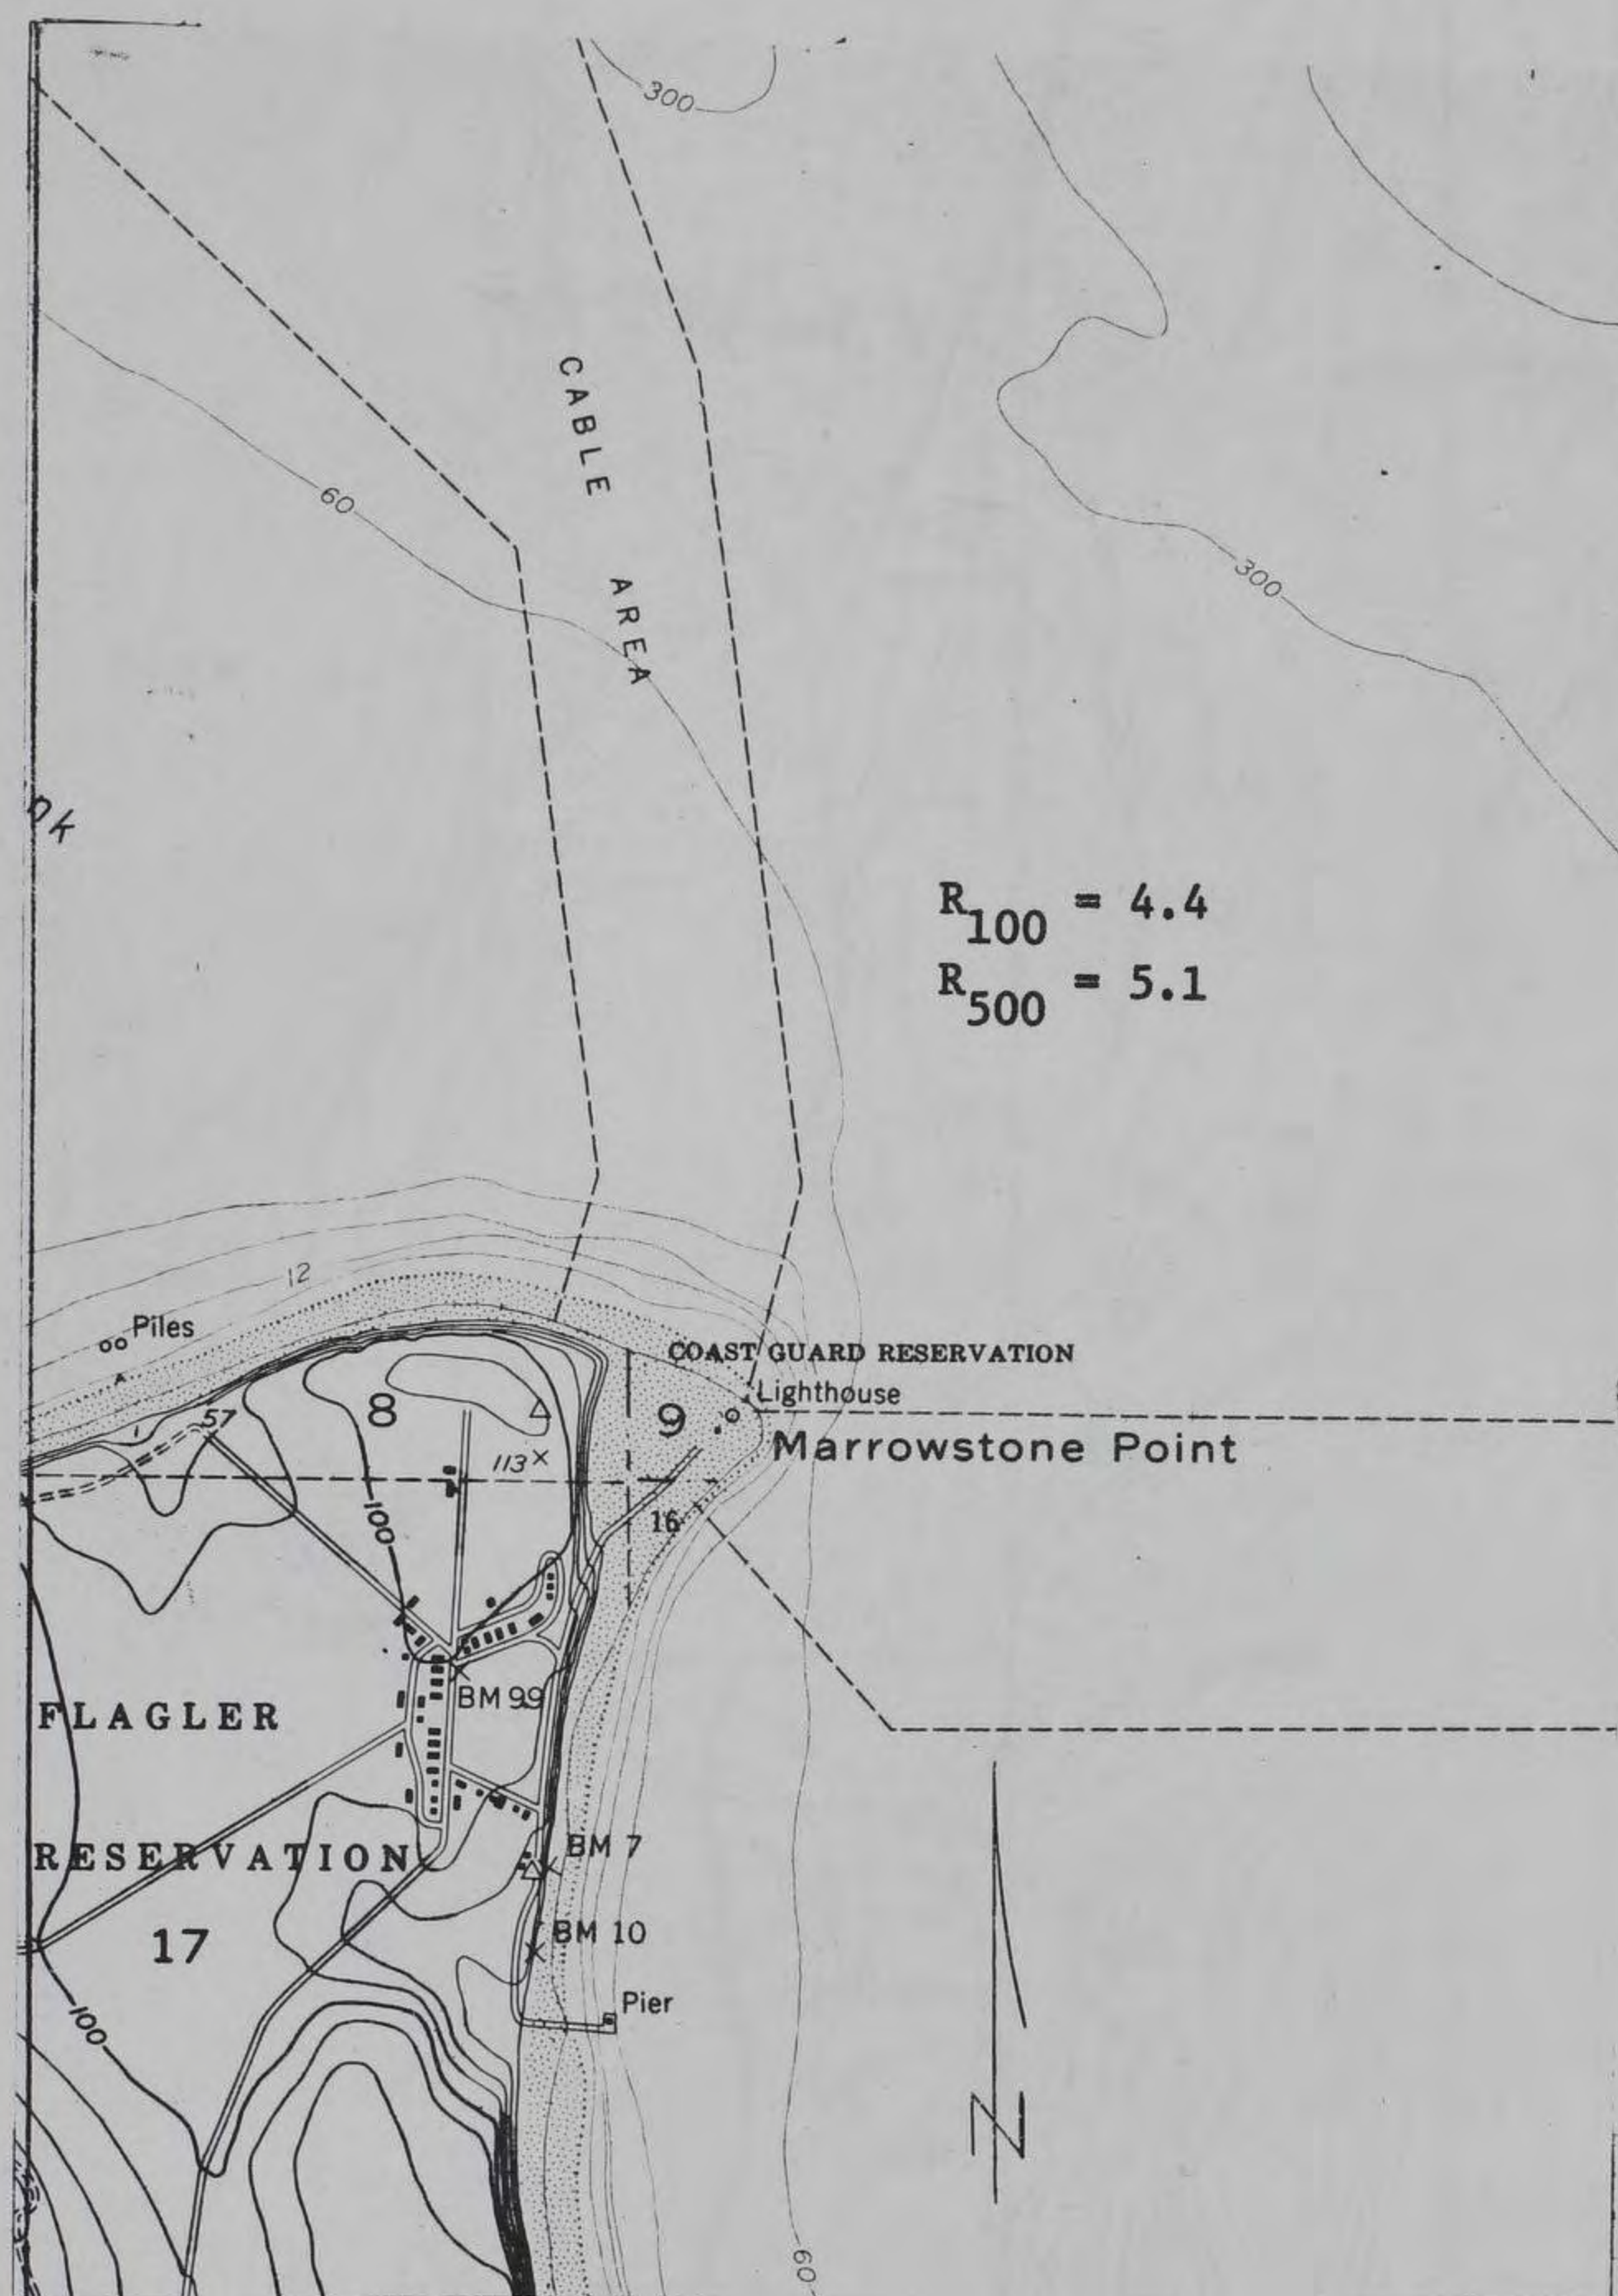 300
CABLE AREA
60
300
R100 = 4.4
R500 = 5.1
12
Piles
COAST GUARD RESERVATION
Lighthouse
57
8
9
Marrowstone Point
113
100
16
BM 99
FLAGLER
RESERVATION
BM 7
17
BM 10
Pier
100
N
60